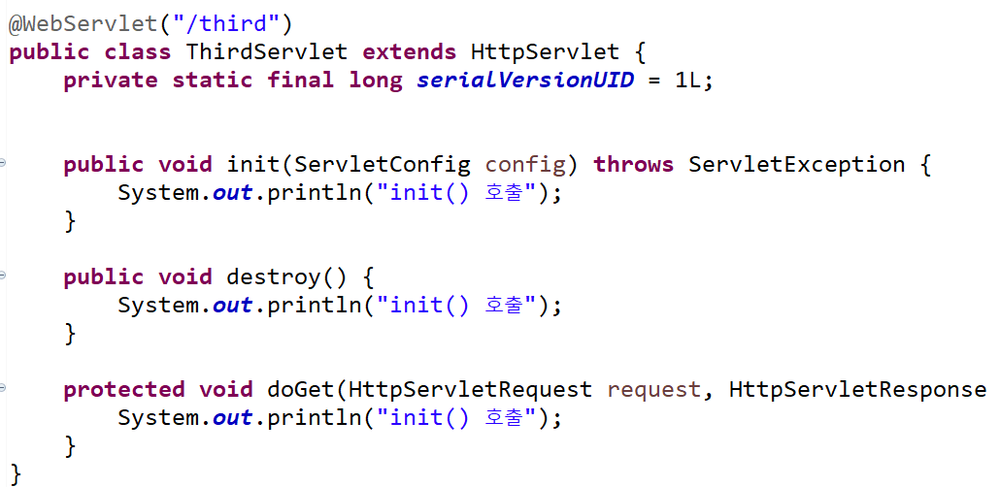 @WebServlet("/third")
public class ThirdServlet extends HttpServlet {
    private static final long serialVersionUID = 1L;
    public void init(ServletConfig config) throws ServletException {
        System.out.println("init() 호출");
    }
    public void destroy() {
        System.out.println("init() 호출");
    }
    protected void doGet(HttpServletRequest request, HttpServletResponse
        System.out.println("init() 호출");
    }
}